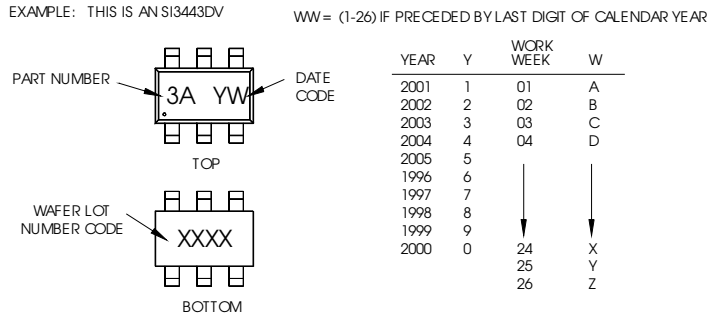 EXAMPLE: THIS IS AN SI3443DV
WW = (1-26) IF PRECEDED BY LAST DIGIT OF CALENDAR YEAR
PART NUMBER
DATE
CODE
3A YW
TOP
WAFER LOT
NUMBER CODE
XXXX
BOTTOM
YEAR Y WORK WEEK W
2001 1 01 A
2002 2 02 B
2003 3 03 C
2004 4 04 D
2005 5
1996 6
1997 7
1998 8
1999 9
2000 0 24 X
25 Y
26 Z